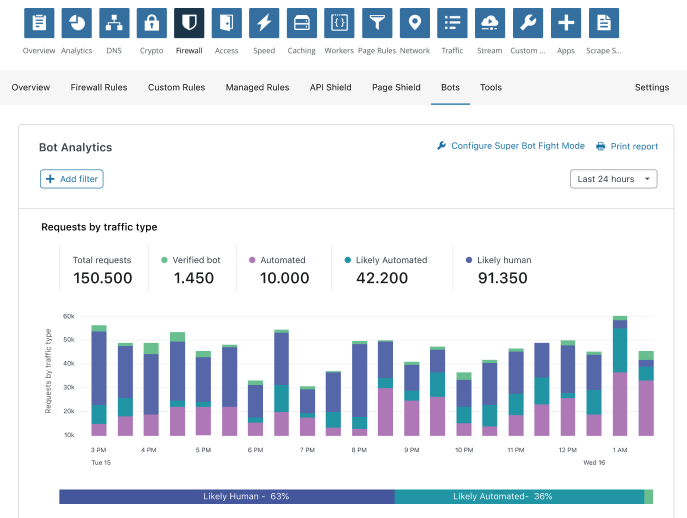 Overview Analytics DNS Crypto Firewall Access Speed Caching Workers Page Rules Network Traffic Stream Custom ... Apps Scrape S...
Overview Firewall Rules Custom Rules Managed Rules API Shield Page Shield Bots Tools Settings
Bot Analytics
Configure Super Bot Fight Mode Print report
+ Add filter
Last 24 hours
Requests by traffic type
Total requests Verified bot Automated Likely Automated Likely human
150.500 1.450 10.000 42.200 91.350
Requests by traffic type
60k
50k
40k
30k
20k
10k
3 PM 4 PM 5 PM 6 PM 7 PM 8 PM 9 PM 10 PM 11 PM 12 PM 1 AM
Tue 15 Wed 16
Likely Human - 63% Likely Automated- 36%